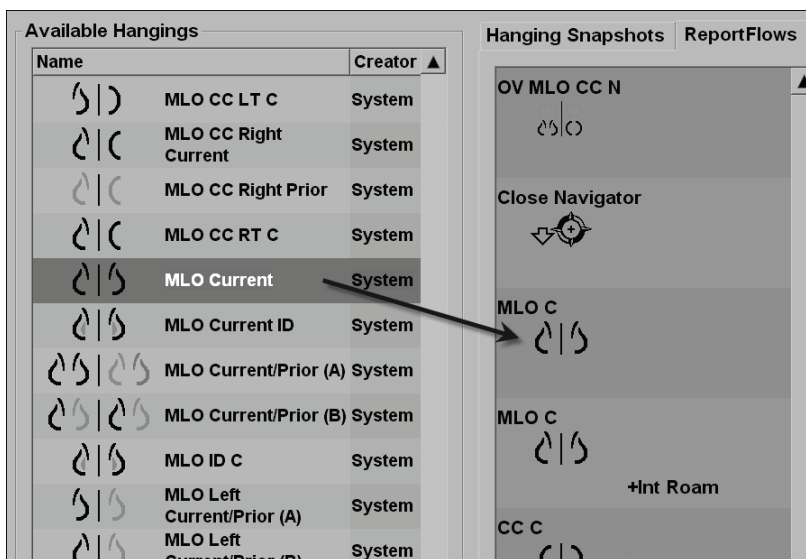 Available Hangings
Name Creator
MLO CC LT C System
MLO CC Right
Current System
MLO CC Right Prior System
MLO CC RT C System
MLO Current System
MLO Current ID System
MLO Current/Prior (A) System
MLO Current/Prior (B) System
MLO ID C System
MLO Left
Current/Prior (A) System
MLO Left
Current/Prior (B) System
Hanging Snapshots ReportFlows
OV MLO CC N
Close Navigator
MLO C
MLO C
+Int Roam
CC C